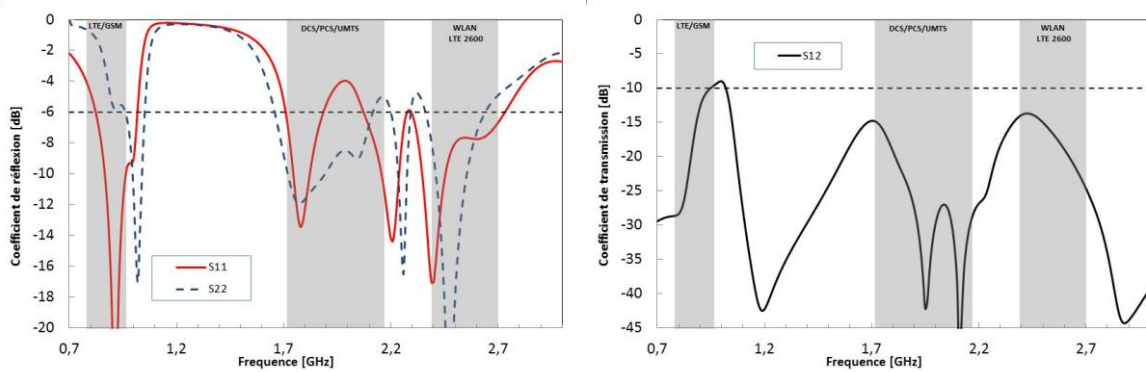 Coefficient de réflexion [dB]
0
-2
-4
-6
-8
-10
-12
-14
-16
-18
-20
LTE/GSM
DCS/PCS/UMTS
WLAN
LTE 2600
S11
S22
0,7
1,2
1,7
2,2
2,7
Frequence [GHz]
Coefficient de transmission [dB]
0
-5
-10
-15
-20
-25
-30
-35
-40
-45
LTE/GSM
DCS/PCS/UMTS
WLAN
LTE 2600
S12
0,7
1,2
1,7
2,2
2,7
Frequence [GHz]